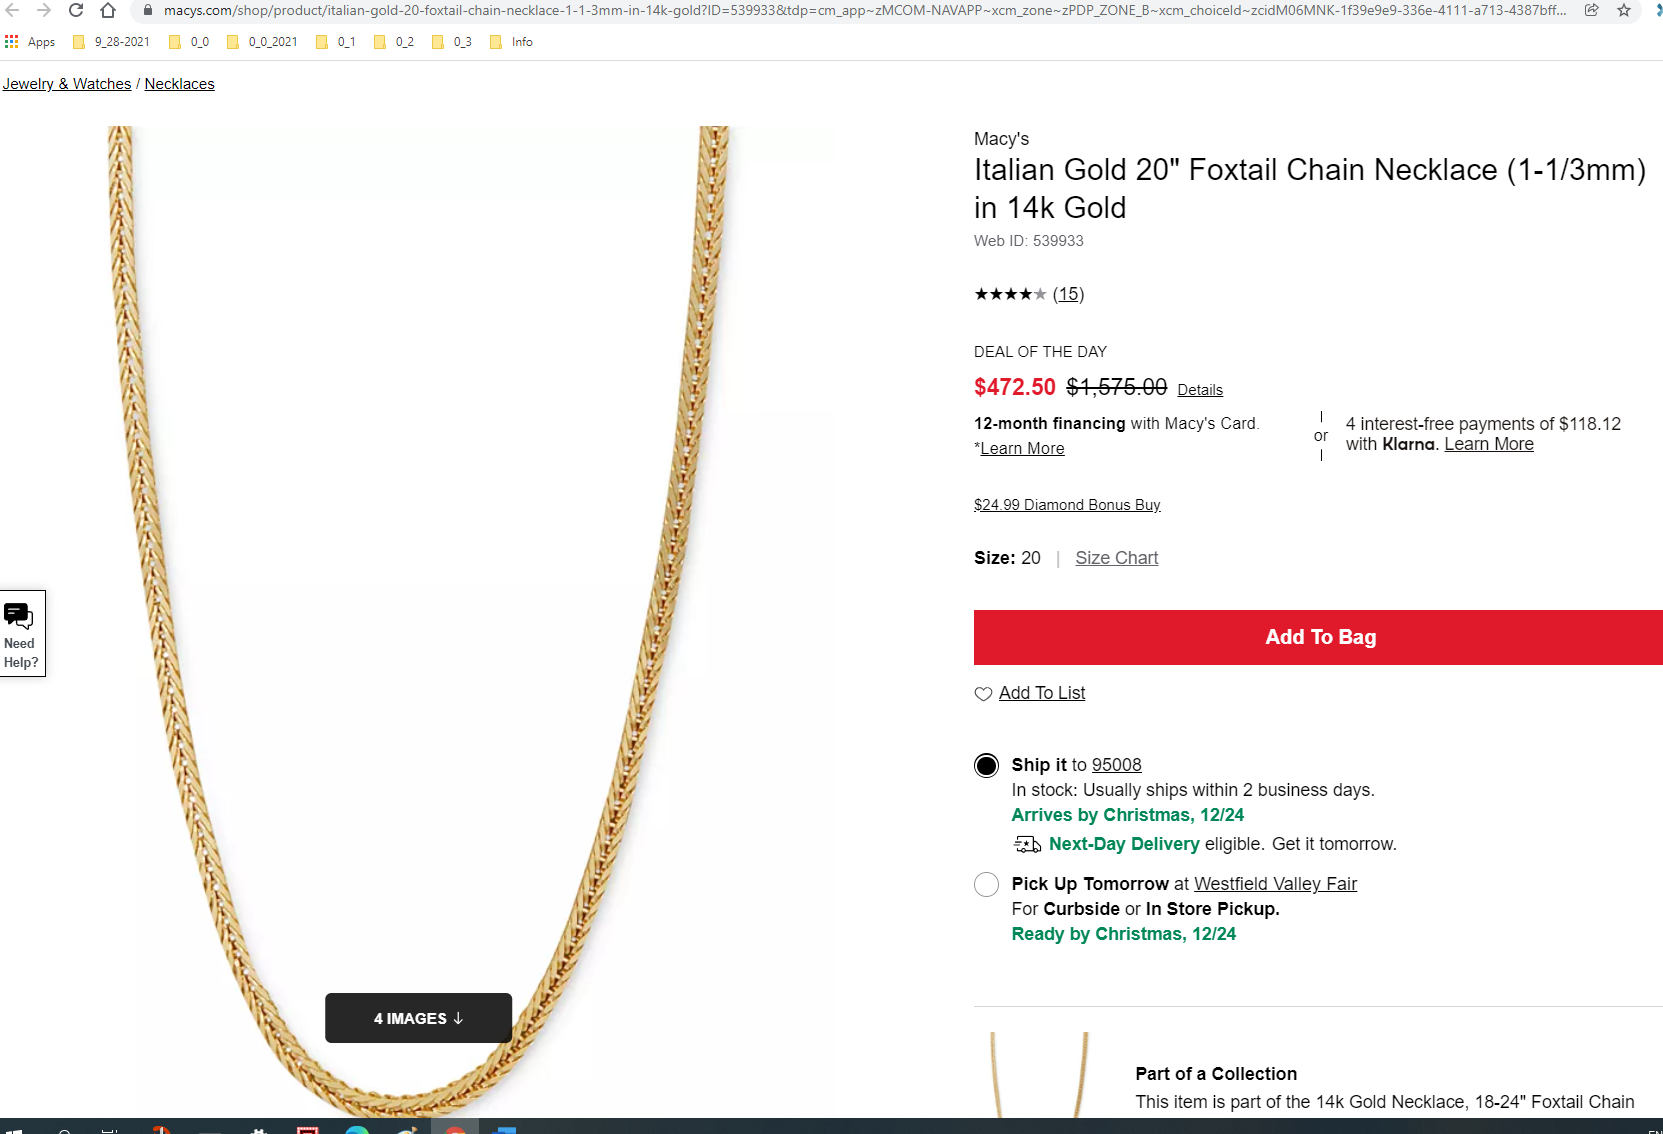 macys.com/shop/product/italian-gold-20-foxtail-chain-necklace-1-1-3mm-in-14k-gold?ID=539933&tdp=cm_app~zMCOM-NAVAPP~xcm_zone~zPDP_ZONE_B~xcm_choiceId~zcidM06MNK-1f39e9e9-336e-4111-a713-4387bff...
Apps 9_28-2021 0_0 0_0_2021 0_1 0_2 0_3 Info
Jewelry & Watches / Necklaces
Macy's
Italian Gold 20" Foxtail Chain Necklace (1-1/3mm)
in 14k Gold
Web ID: 539933
★★★★★ (15)
DEAL OF THE DAY
$472.50 $1,575.00 Details
12-month financing with Macy's Card.
*Learn More
or
4 interest-free payments of $118.12
with Klarna. Learn More
$24.99 Diamond Bonus Buy
Size: 20 | Size Chart
Add To Bag
Add To List
Need
Help?
Ship it to 95008
In stock: Usually ships within 2 business days.
Arrives by Christmas, 12/24
Next-Day Delivery eligible. Get it tomorrow.
Pick Up Tomorrow at Westfield Valley Fair
For Curbside or In Store Pickup.
Ready by Christmas, 12/24
4 IMAGES ↓
Part of a Collection
This item is part of the 14k Gold Necklace, 18-24" Foxtail Chain